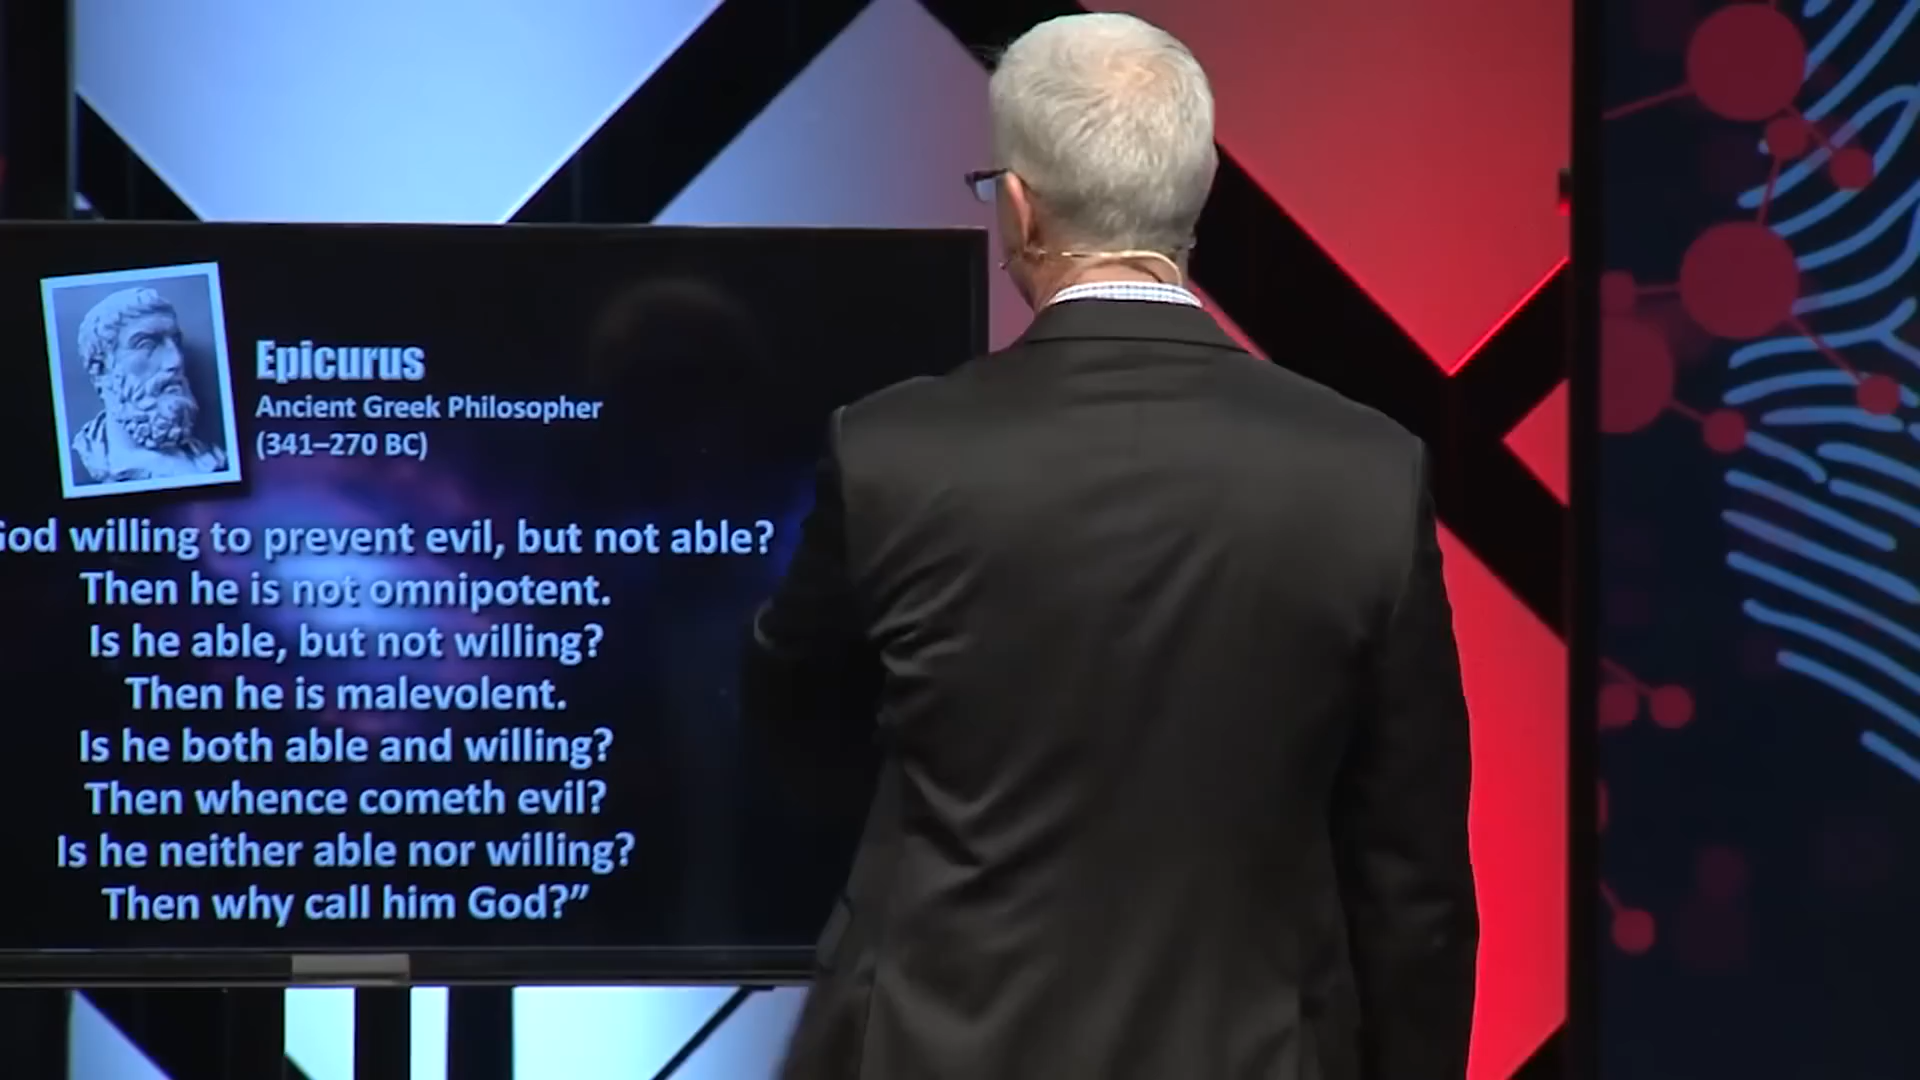 Epicurus
Ancient Greek Philosopher
(341–270 BC)
God willing to prevent evil, but not able?
Then he is not omnipotent.
Is he able, but not willing?
Then he is malevolent.
Is he both able and willing?
Then whence cometh evil?
Is he neither able nor willing?
Then why call him God?”